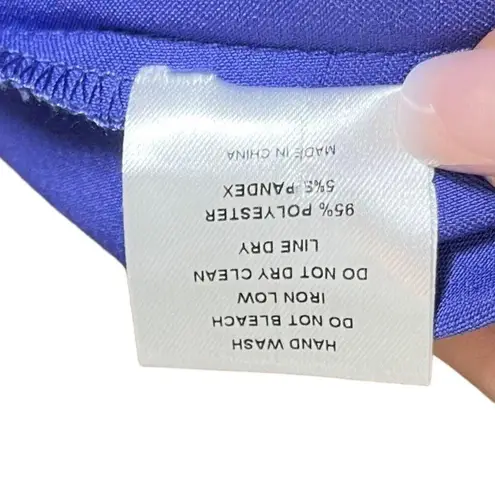 HAND WASH
DO NOT BLEACH
IRON LOW
DO NOT DRY CLEAN
LINE DRY
95% POLYESTER
5%SPANDEX
MADE IN CHINA